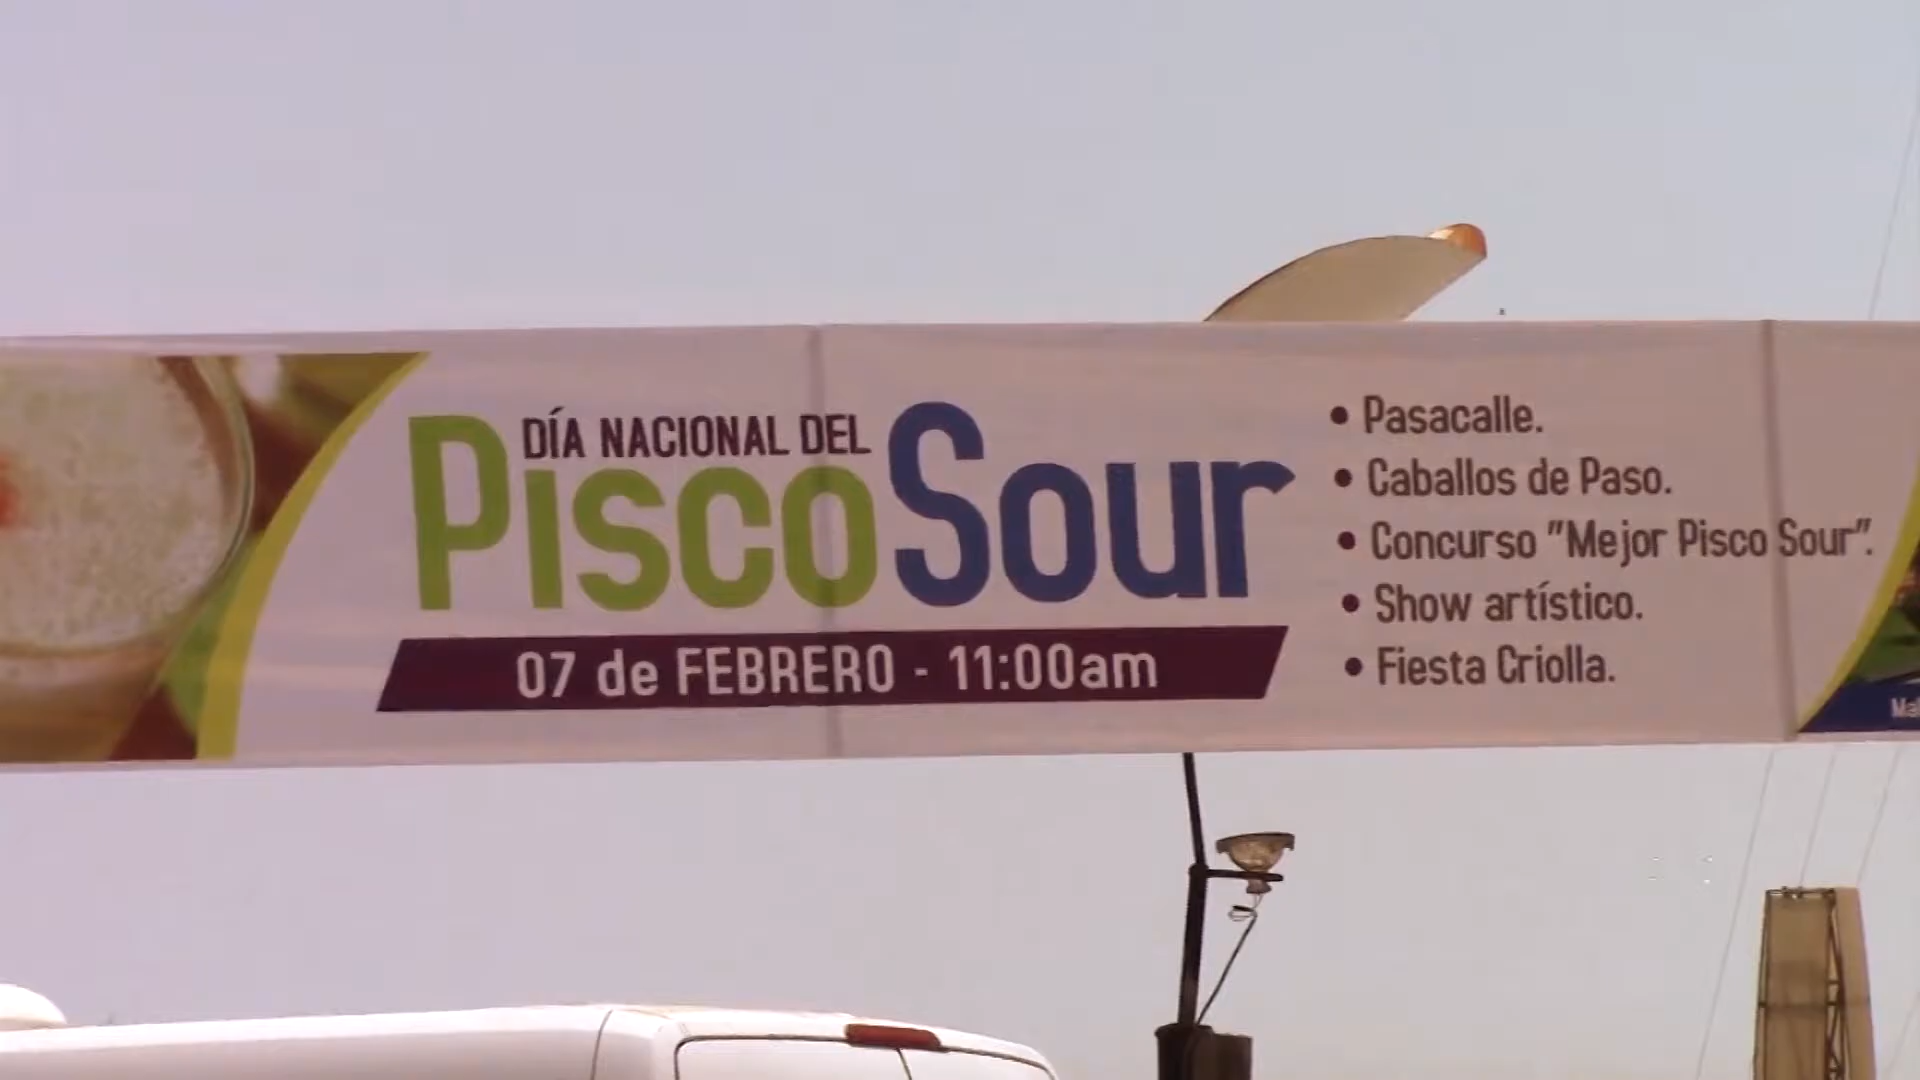 DÍA NACIONAL DEL
PISCO Sour
07 de FEBRERO - 11:00am
• Pasacalle.
• Caballos de Paso.
• Concurso "Mejor Pisco Sour".
• Show artístico.
• Fiesta Criolla.